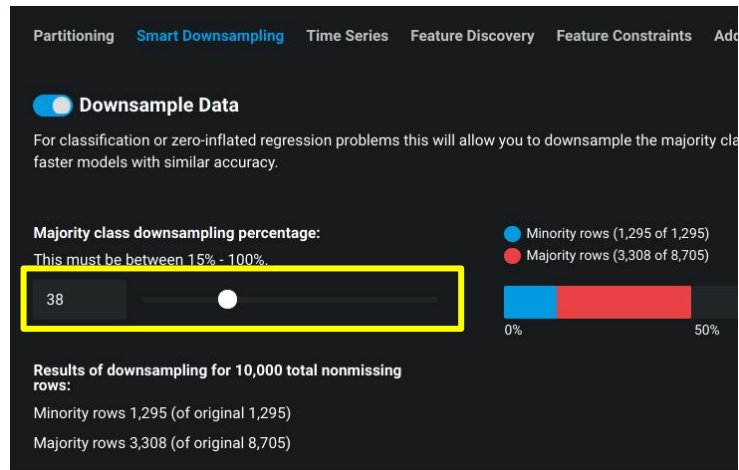 Partitioning Smart Downsampling Time Series Feature Discovery Feature Constraints
Downsample Data
For classification or zero-inflated regression problems this will allow you to downsample the majority
faster models with similar accuracy.
Majority class downsampling percentage:
This must be between 15% - 100%.
38
Minority rows (1,295 of 1,295)
Majority rows (3,308 of 8,705)
0% 50%
Results of downsampling for 10,000 total nonmissing
rows:
Minority rows 1,295 (of original 1,295)
Majority rows 3,308 (of original 8,705)